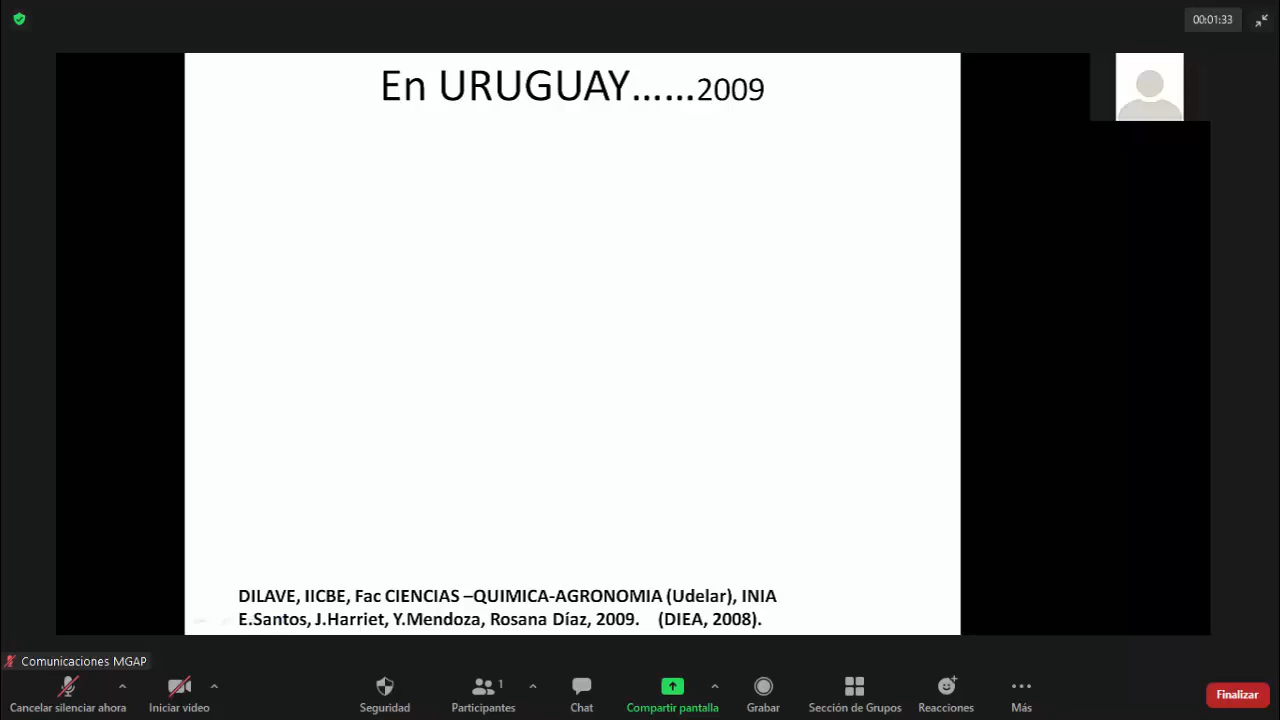 00:01:33
En URUGUAY......2009
DILAVE, IICBE, Fac CIENCIAS –QUIMICA-AGRONOMIA (Udelar), INIA
E.Santos, J.Harriet, Y.Mendoza, Rosana Díaz, 2009. (DIEA, 2008).
Comunicaciones MGAP
1
Cancelar silenciar ahora Iniciar video Seguridad Participantes Chat Compartir pantalla Grabar Sección de Grupos Reacciones Más Finalizar